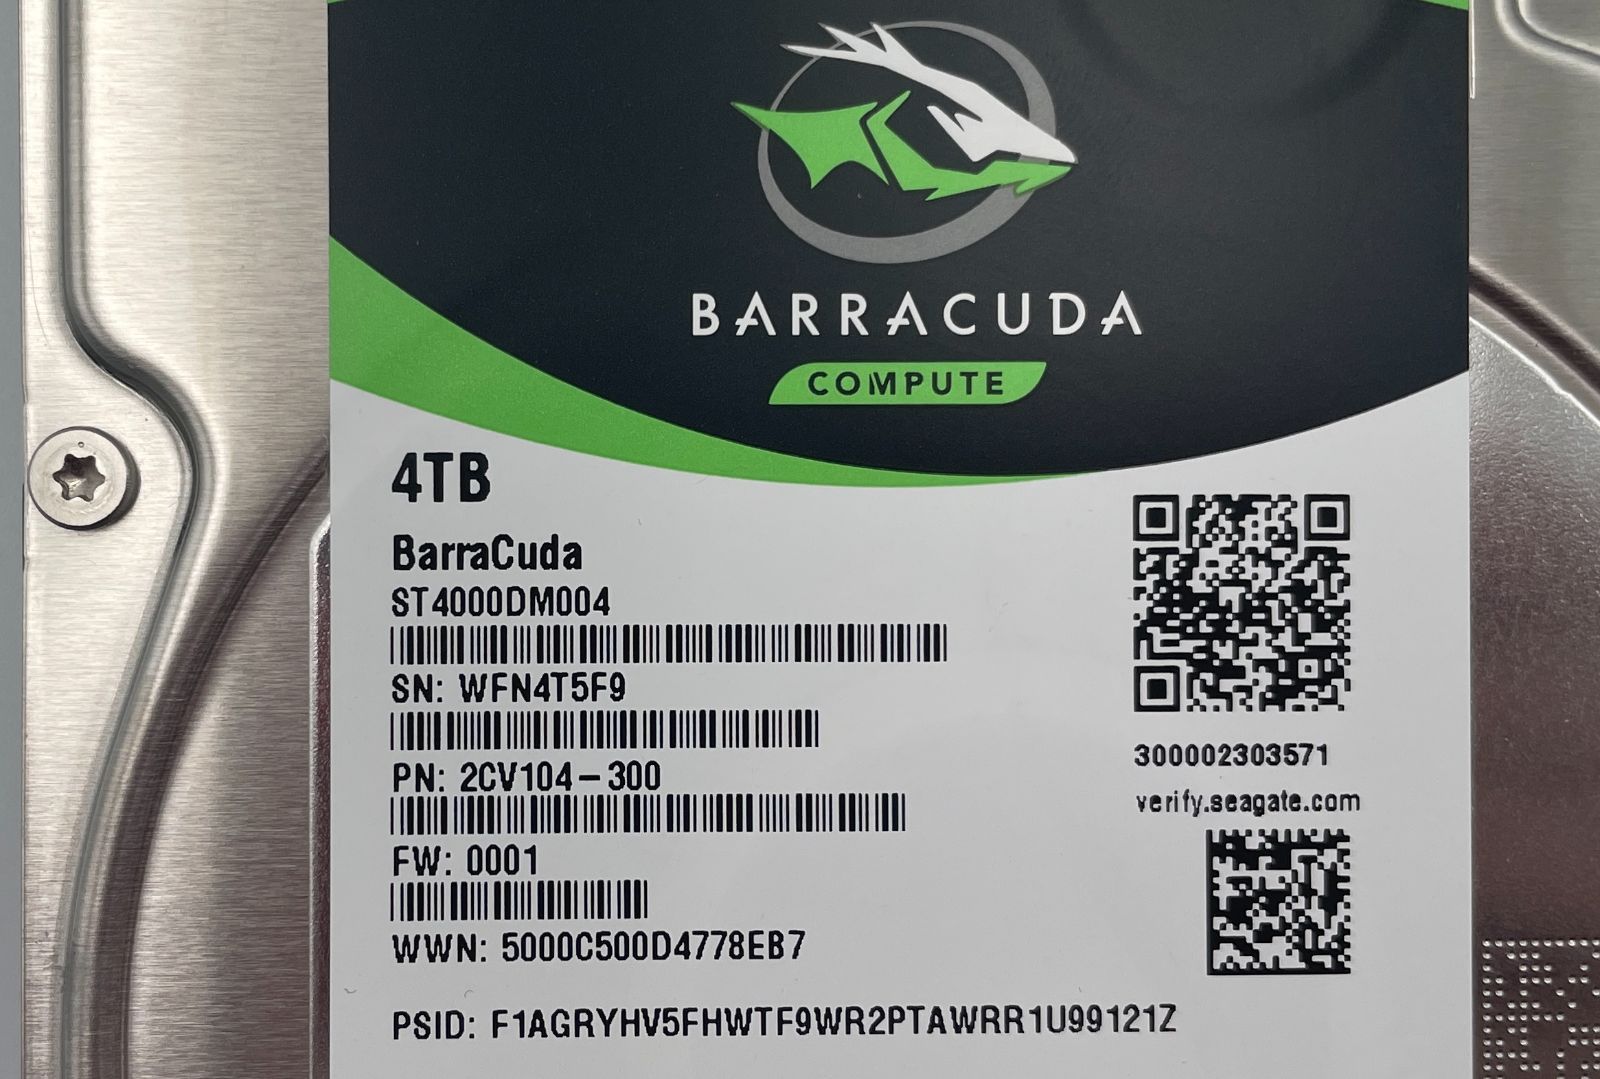 BARRACUDA
COMPUTE
4TB
BarraCuda
ST4000DM004
SN: WFN4T5F9
PN: 2CV104-300
FW: 0001
WWN: 5000C500D4778EB7
PSID: F1AGRYHV5FHWTF9WR2PTAWRR1U99121Z
300002303571
verify.seagate.com